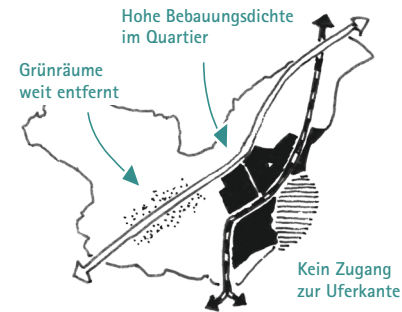 Hohe Bebauungsdichte
im Quartier
Grünräume
weit entfernt
Kein Zugang
zur Uferkante